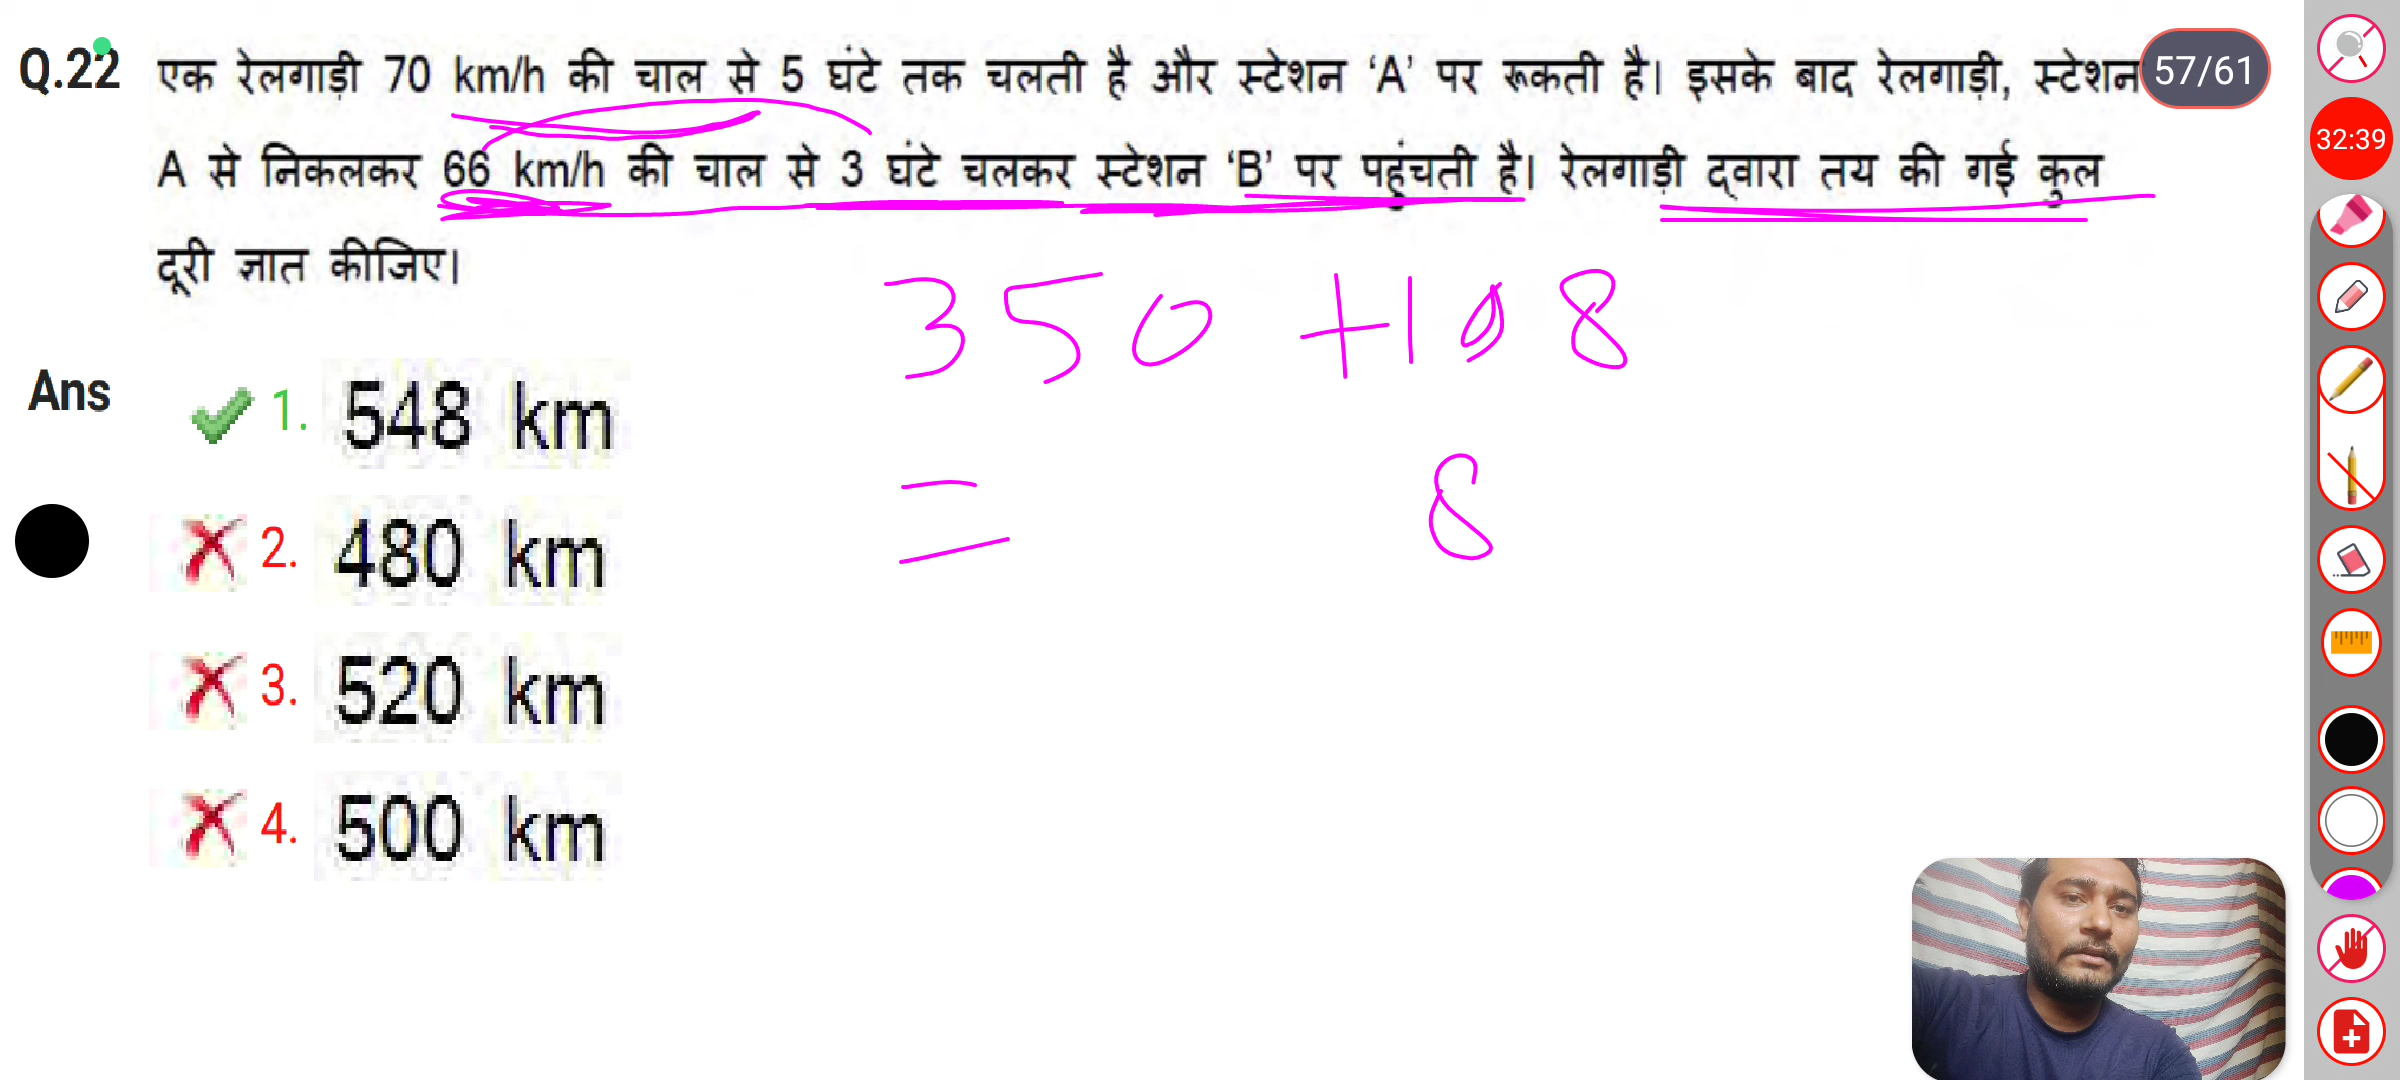 Q.22 एक रेलगाड़ी 70 km/h की चाल से 5 घंटे तक चलती है और स्टेशन ‘A’ पर रूकती है। इसके बाद रेलगाड़ी, स्टेशन 57/61
A से निकलकर 66 km/h की चाल से 3 घंटे चलकर स्टेशन ‘B’ पर पहुंचती है। रेलगाड़ी द्वारा तय की गई कुल
32:39
दूरी ज्ञात कीजिए।
350 + 198
Ans 1. 548 km
= 8
2. 480 km
3. 520 km
4. 500 km